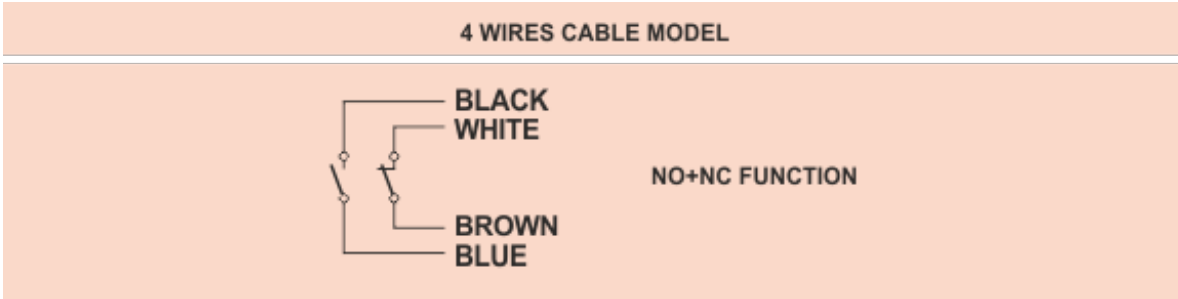 4 WIRES CABLE MODEL
BLACK
WHITE
NO+NC FUNCTION
BROWN
BLUE